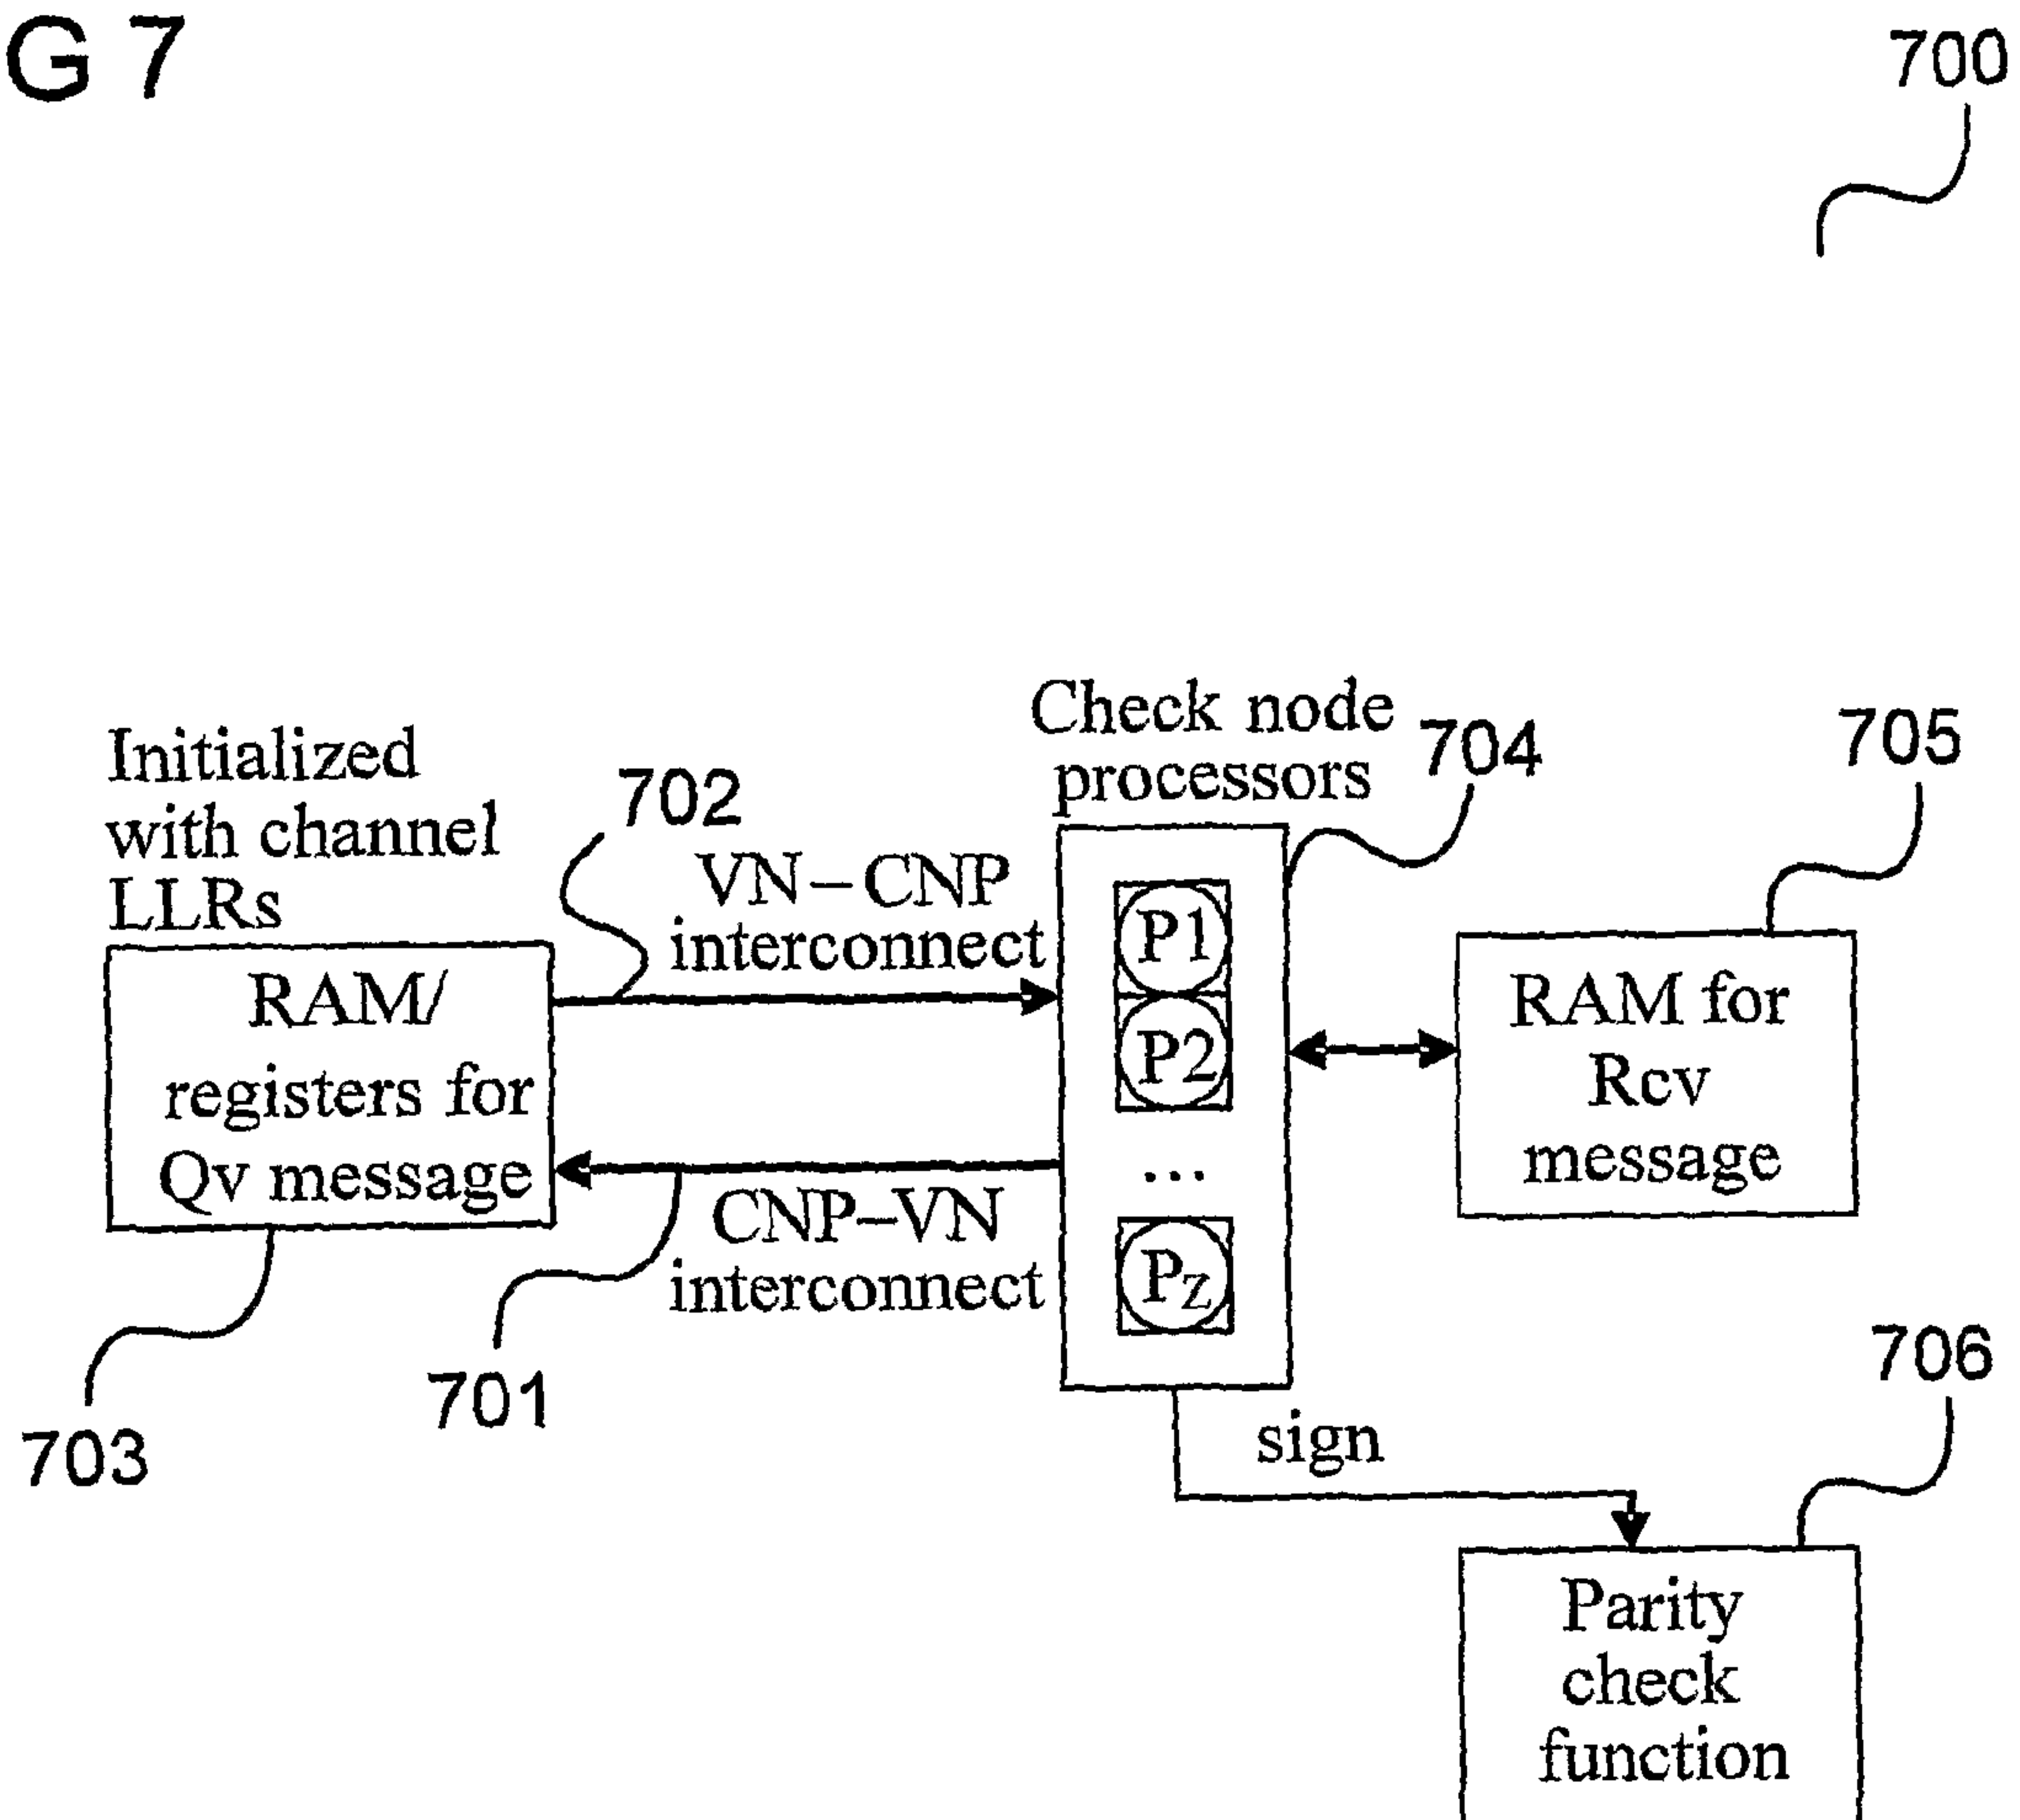 G 7
700
Initialized
with channel
LLRs
702
VN–CNP
interconnect
Check node
processors
704
705
RAM/
registers for
Qv message
P1
P2
...
Pz
RAM for
Rcv
message
CNP–VN
interconnect
703
701
sign
706
Parity
check
function